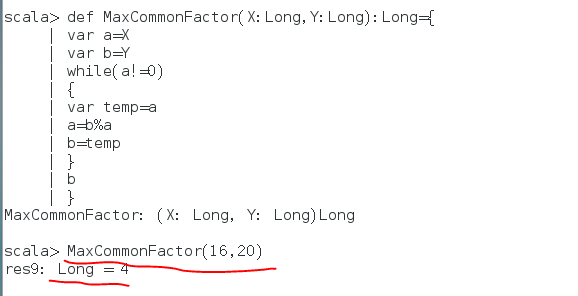 scala> def MaxCommonFactor(X:Long,Y:Long):Long={
| var a=X
| var b=Y
| while(a!=0)
| {
| var temp=a
| a=b%a
| b=temp
| }
| b
| }
MaxCommonFactor: (X: Long, Y: Long)Long
scala> MaxCommonFactor(16,20)
res9: Long = 4